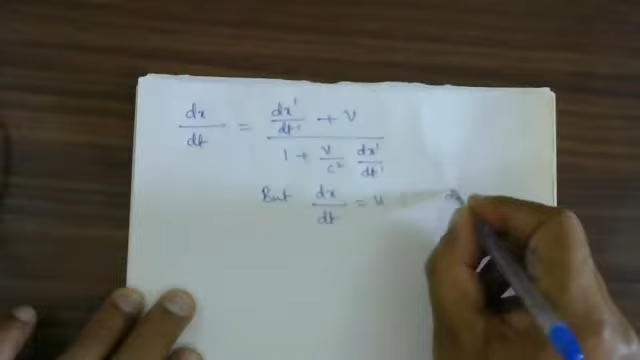 dx/dt = (dx'/dt' + v) / (1 + v/c² dx'/dt')
But dx/dt = u